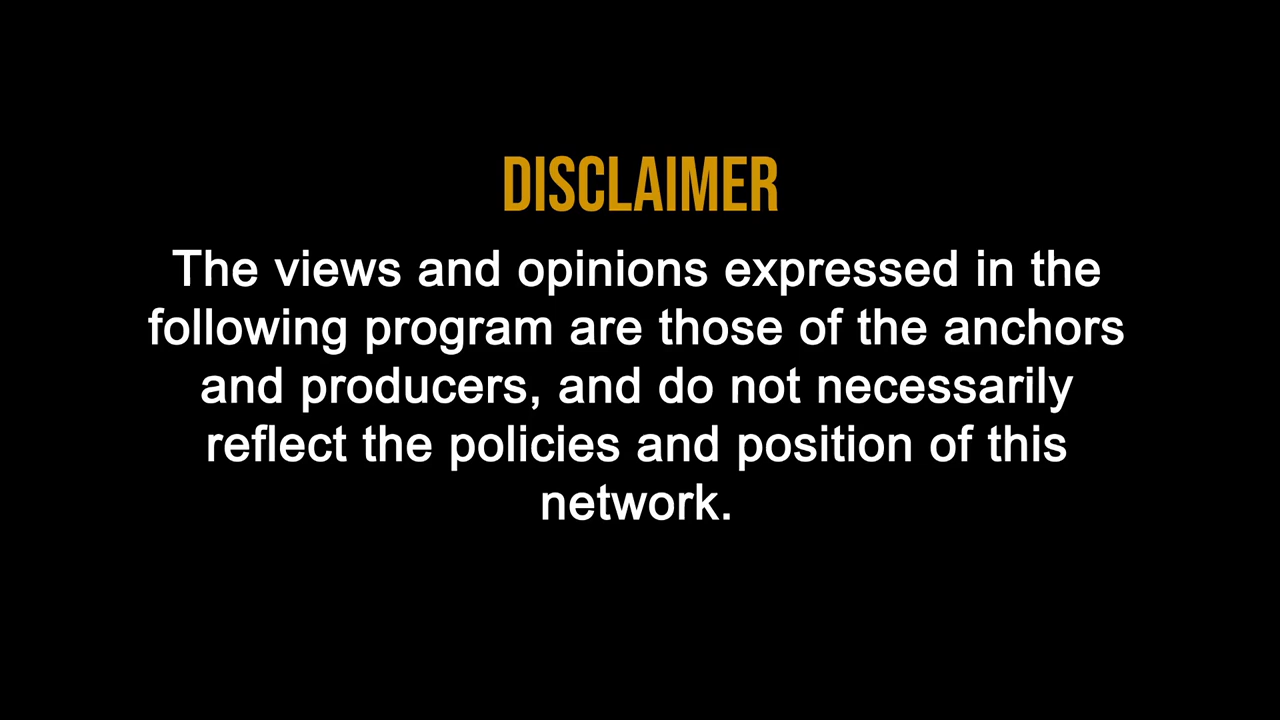 DISCLAIMER
The views and opinions expressed in the
following program are those of the anchors
and producers, and do not necessarily
reflect the policies and position of this
network.